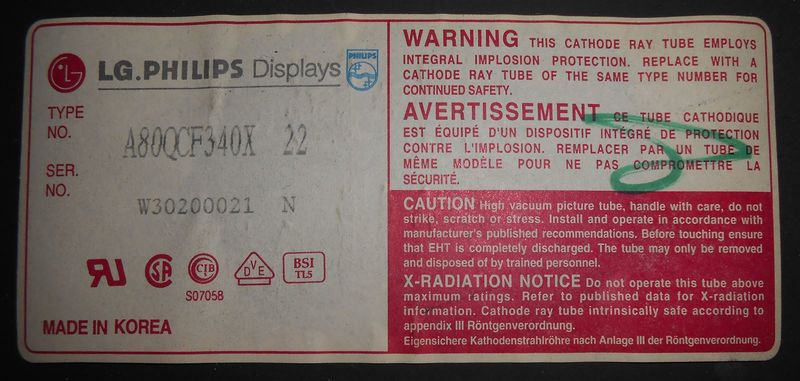 LG.PHILIPS Displays PHILIPS
TYPE
NO.
A80QCF340X 22
SER.
NO.
W30200021 N
CIB
DVE
BSI
TL5
S0705B
MADE IN KOREA
WARNING THIS CATHODE RAY TUBE EMPLOYS
INTEGRAL IMPLOSION PROTECTION. REPLACE WITH A
CATHODE RAY TUBE OF THE SAME TYPE NUMBER FOR
CONTINUED SAFETY.
AVERTISSEMENT CE TUBE CATHODIQUE
EST ÉQUIPÉ D'UN DISPOSITIF INTÉGRÉ DE PROTECTION
CONTRE L'IMPLOSION. REMPLACER PAR UN TUBE DE
MÊME MODÈLE POUR NE PAS COMPROMETTRE LA
SÉCURITÉ.
CAUTION High vacuum picture tube, handle with care, do not
strike, scratch or stress. Install and operate in accordance with
manufacturer's published recommendations. Before touching ensure
that EHT is completely discharged. The tube may only be removed
and disposed of by trained personnel.
X-RADIATION NOTICE Do not operate this tube above
maximum ratings. Refer to published data for X-radiation
information. Cathode ray tube intrinsically safe according to
appendix III Röntgenverordnung.
Eigensichere Kathodenstrahlröhre nach Anlage III der Röntgenverordnung.